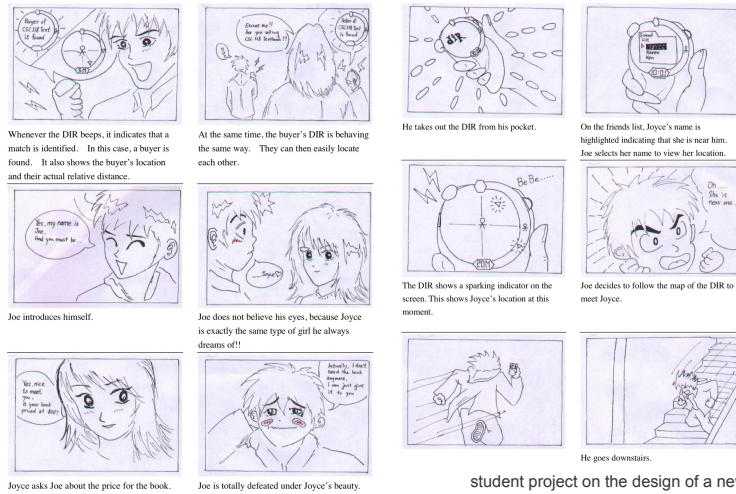 Buyer of
CSC 318 Text
is found
Whenever the DIR beeps, it indicates that a
match is identified. In this case, a buyer is
found. It also shows the buyer's location
and their actual relative distance.
Excuse me!!
Are you selling
CSC 318 Textbook!!
Seller of
CSC 318 Text
is found
At the same time, the buyer's DIR is behaving
the same way. They can then easily locate
each other.
Yes, my name is
Joe,
And you must be...
Joe introduces himself.
...Joyce
Joe does not believe his eyes, because Joyce
is exactly the same type of girl he always
dreams of!!
Yes, nice
to meet
you,
Is your book
priced at $50?
Joyce asks Joe about the price for the book.
Actually, I don't
need the book
anymore,
I can just give
it to you
Joe is totally defeated under Joyce's beauty.
dir
He takes out the DIR from his pocket.
Friend
List
Joyce
Karen
Ken
On the friends list, Joyce's name is
highlighted indicating that she is near him.
Joe selects her name to view her location.
Be Be.....
20M
The DIR shows a sparking indicator on the
screen. This shows Joyce's location at this
moment.
Oh....
She is
near me
Joe decides to follow the map of the DIR to
meet Joyce.
He goes downstairs.
student project on the design of a ne